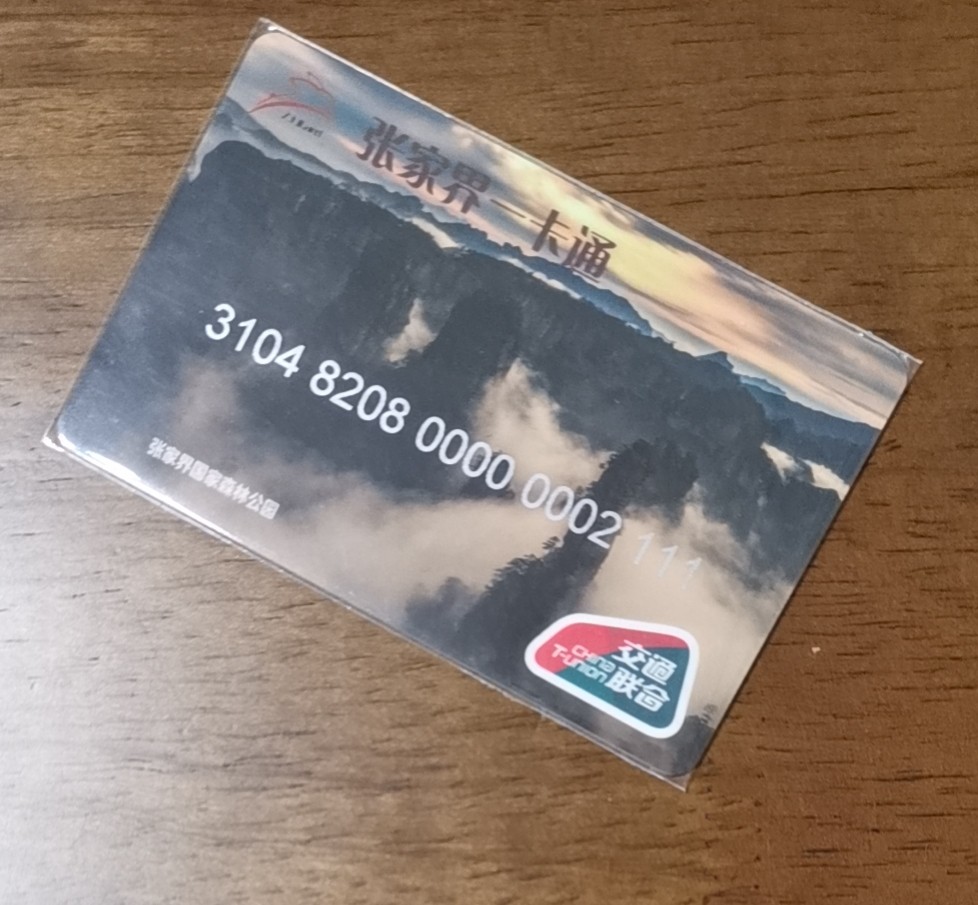 张家界一卡通
3104 8208 0000 0002 111
张家界国家森林公园
交通
China
T-union 联合